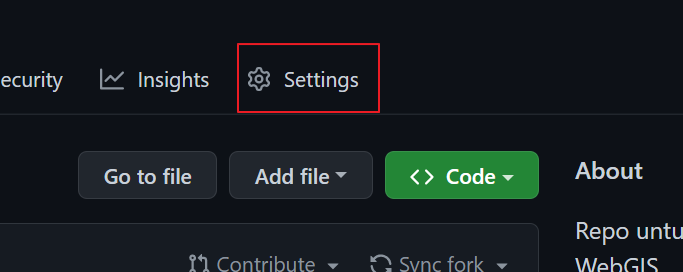 ecurity Insights Settings
Go to file Add file Code
About
Repo untu
WebGIS
Contribute Sync fork